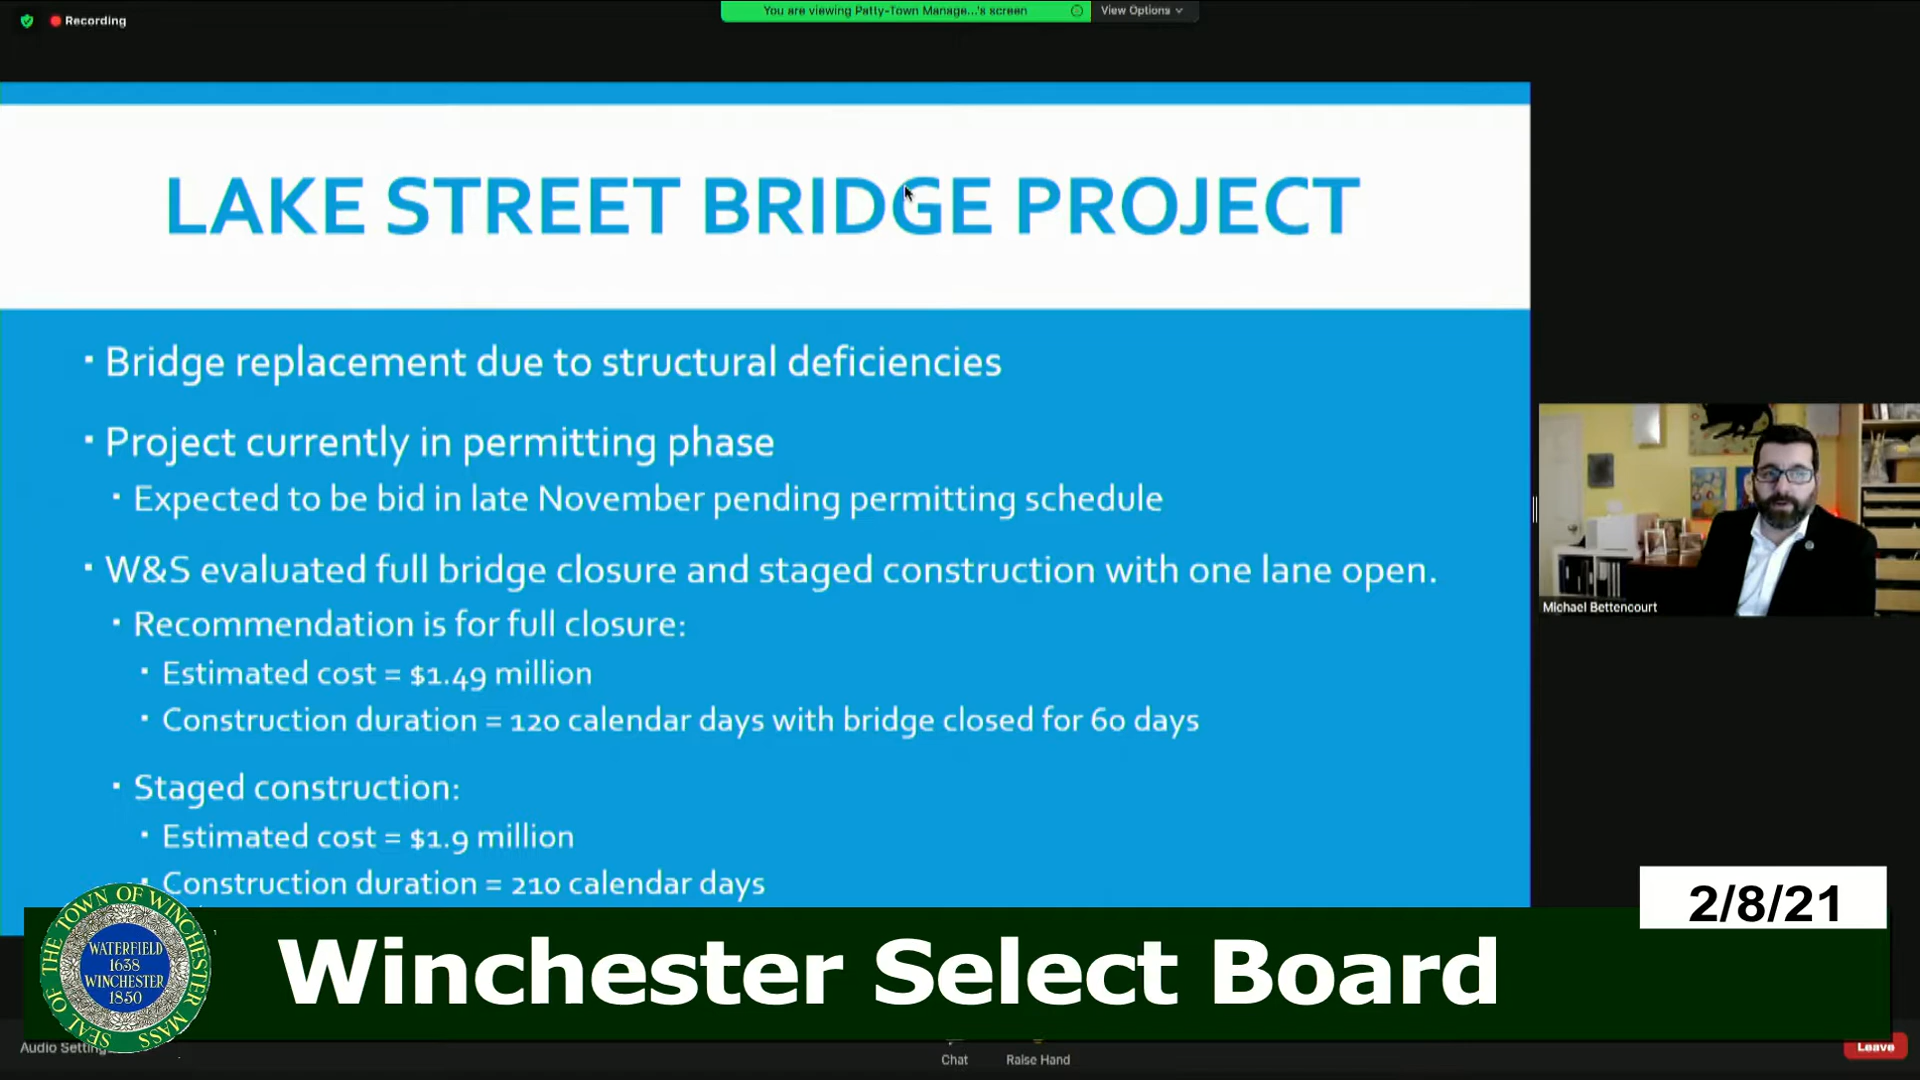 Recording
You are viewing Patty-Town Manage...'s screen
View Options
LAKE STREET BRIDGE PROJECT
▪ Bridge replacement due to structural deficiencies
▪ Project currently in permitting phase
▪ Expected to be bid in late November pending permitting schedule
▪ W&S evaluated full bridge closure and staged construction with one lane open.
▪ Recommendation is for full closure:
▪ Estimated cost = $1.49 million
▪ Construction duration = 120 calendar days with bridge closed for 60 days
▪ Staged construction:
▪ Estimated cost = $1.9 million
▪ Construction duration = 210 calendar days
Michael Bettencourt
2/8/21
THE TOWN OF WINCHESTER MASS
SEAL OF
WATERFIELD
1638
WINCHESTER
1850
Winchester Select Board
Audio Setting
Chat
Raise Hand
Leave